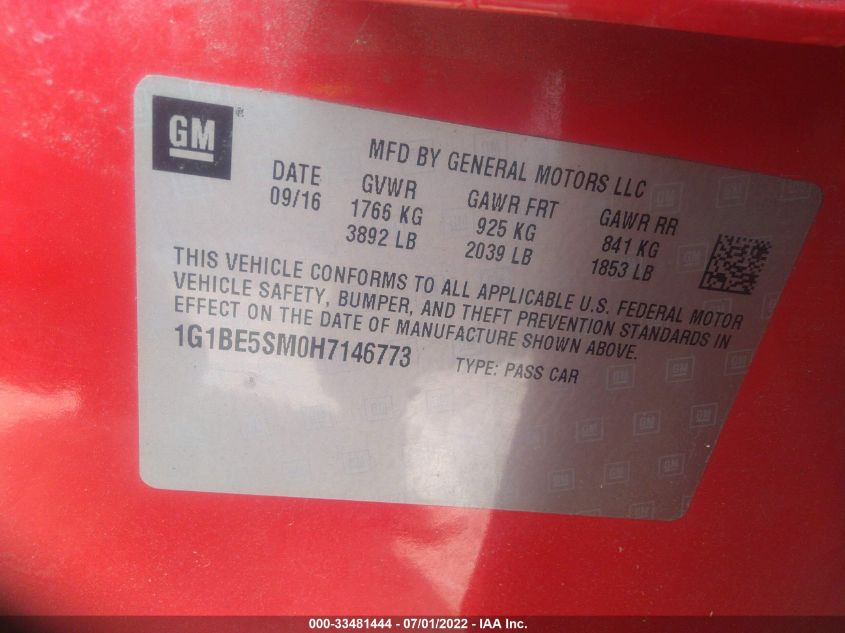 GM
MFD BY GENERAL MOTORS LLC
DATE GVWR GAWR FRT GAWR RR
09/16 1766 KG 925 KG 841 KG
3892 LB 2039 LB 1853 LB
THIS VEHICLE CONFORMS TO ALL APPLICABLE U.S. FEDERAL MOTOR
VEHICLE SAFETY, BUMPER, AND THEFT PREVENTION STANDARDS IN
EFFECT ON THE DATE OF MANUFACTURE SHOWN ABOVE.
1G1BE5SM0H7146773 TYPE: PASS CAR
000-33481444 - 07/01/2022 - IAA Inc.